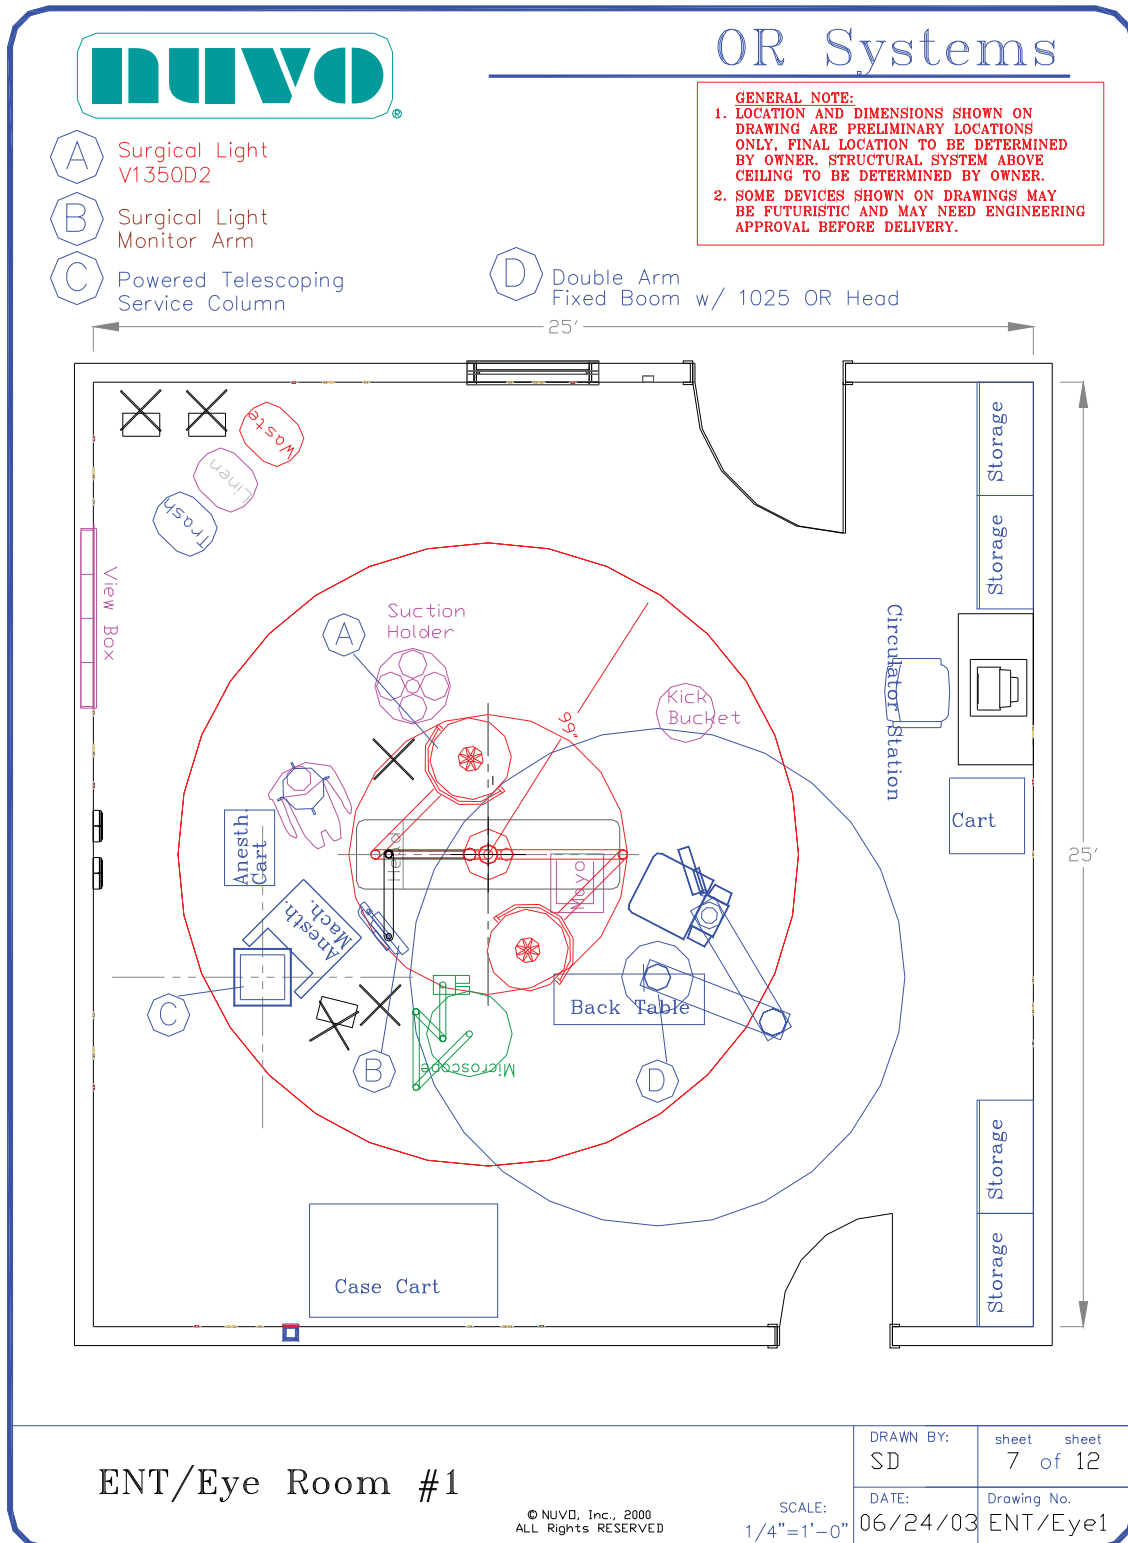 nuvo®
OR Systems
GENERAL NOTE:
1. LOCATION AND DIMENSIONS SHOWN ON
DRAWING ARE PRELIMINARY LOCATIONS
ONLY, FINAL LOCATION TO BE DETERMINED
BY OWNER. STRUCTURAL SYSTEM ABOVE
CEILING TO BE DETERMINED BY OWNER.
2. SOME DEVICES SHOWN ON DRAWINGS MAY
BE FUTURISTIC AND MAY NEED ENGINEERING
APPROVAL BEFORE DELIVERY.
A Surgical Light
V1350D2
B Surgical Light
Monitor Arm
C Powered Telescoping
Service Column
D Double Arm
Fixed Boom w/ 1025 OR Head
25'
Waste
Linen
Trash
Storage
Storage
View Box
Suction
Holder
A
Kick
Bucket
99"
Circulator Station
Cart
25'
Anesth.
Cart
Mayo
Anesth.
Mach.
Back Table
C
B
Microscope
D
Storage
Storage
Case Cart
ENT/Eye Room #1
© NUVO, Inc., 2000
ALL Rights RESERVED
SCALE:
1/4"=1'-0"
DRAWN BY:
SD
sheet sheet
7 of 12
DATE:
06/24/03
Drawing No.
ENT/Eye1